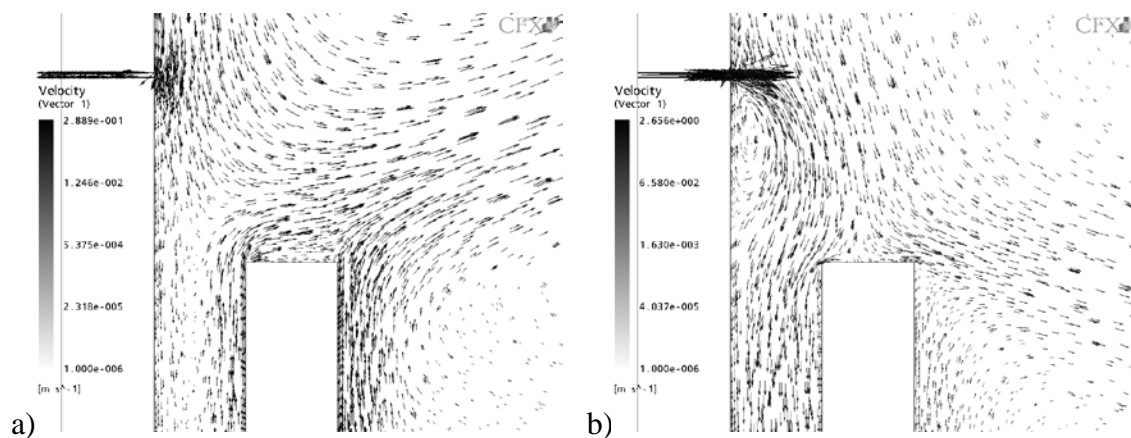 CFX
Velocity
(Vector 1)
2.889e-001
1.246e-002
5.375e-004
2.318e-005
1.000e-006
[m s^-1]
a)
CFX
Velocity
(Vector 1)
2.656e+000
6.580e-002
1.630e-003
4.037e-005
1.000e-006
[m s^-1]
b)